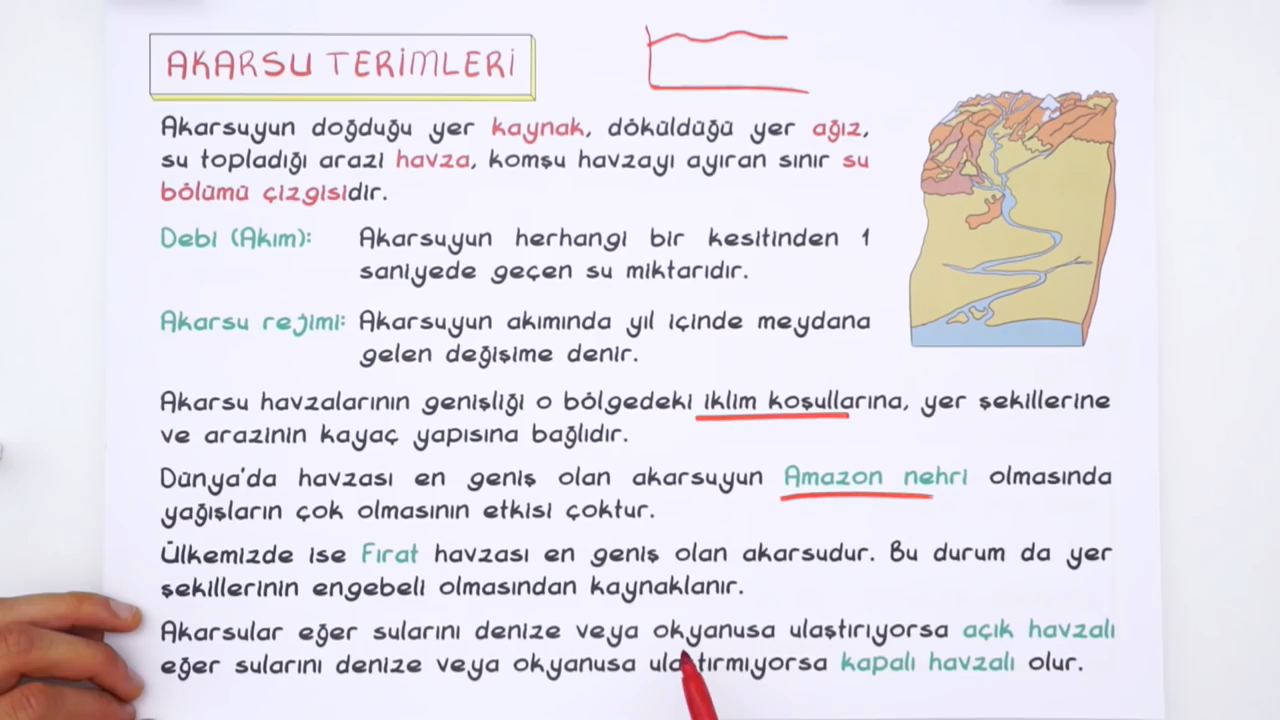 AKARSU TERİMLERİ
Akarsuyun doğduğu yer kaynak, döküldüğü yer ağız,
su topladığı arazi havza, komşu havzayı ayıran sınır su
bölümü çizgisidir.
Debi (Akım): Akarsuyun herhangi bir kesitinden 1
saniyede geçen su miktarıdır.
Akarsu rejimi: Akarsuyun akımında yıl içinde meydana
gelen değişime denir.
Akarsu havzalarının genişliği o bölgedeki iklim koşullarına, yer şekillerine
ve arazinin kayaç yapısına bağlıdır.
Dünya'da havzası en geniş olan akarsuyun Amazon nehri olmasında
yağışların çok olmasının etkisi çoktur.
Ülkemizde ise Fırat havzası en geniş olan akarsudur. Bu durum da yer
şekillerinin engebeli olmasından kaynaklanır.
Akarsular eğer sularını denize veya okyanusa ulaştırıyorsa açık havzalı
eğer sularını denize veya okyanusa ulaştırmıyorsa kapalı havzalı olur.